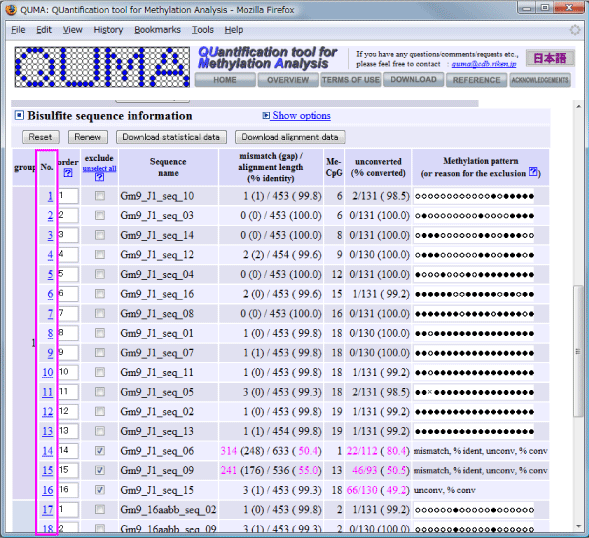 QUMA: QUantification tool for Methylation Analysis - Mozilla Firefox
File Edit View History Bookmarks Tools Help
QUMA
QUantification tool for
Methylation Analysis
If you have any questions/comments/requests etc.,
please feel free to contact : quma@cdb.riken.jp
日本語
HOME OVERVIEW TERMS OF USE DOWNLOAD REFERENCE ACKNOWLEDGEMENTS
Bisulfite sequence information Show options
Reset Renew Download statistical data Download alignment data
group No. order ? exclude unselect all ? Sequence name mismatch (gap) / alignment length (% identity) Me-CpG unconverted (% converted) Methylation pattern (or reason for the exclusion ?)
1
1 1 Gm9_J1_seq_10 1 (1) / 453 ( 99.8) 6 2/131 ( 98.5)
2 2 Gm9_J1_seq_03 0 (0) / 453 (100.0) 6 0/131 (100.0)
3 3 Gm9_J1_seq_14 0 (0) / 453 (100.0) 8 0/131 (100.0)
4 4 Gm9_J1_seq_12 2 (2) / 454 ( 99.6) 9 0/130 (100.0)
5 5 Gm9_J1_seq_04 0 (0) / 453 (100.0) 12 0/131 (100.0)
6 6 Gm9_J1_seq_16 2 (0) / 453 ( 99.6) 15 1/131 ( 99.2)
7 7 Gm9_J1_seq_08 0 (0) / 453 (100.0) 16 0/131 (100.0)
8 8 Gm9_J1_seq_01 1 (0) / 453 ( 99.8) 18 0/130 (100.0)
9 9 Gm9_J1_seq_07 1 (1) / 453 ( 99.8) 18 0/130 (100.0)
10 10 Gm9_J1_seq_11 1 (0) / 453 ( 99.8) 18 1/131 ( 99.2)
11 11 Gm9_J1_seq_05 3 (0) / 453 ( 99.3) 18 2/131 ( 98.5)
12 12 Gm9_J1_seq_02 1 (0) / 453 ( 99.8) 19 1/131 ( 99.2)
13 13 Gm9_J1_seq_13 1 (1) / 454 ( 99.8) 19 1/131 ( 99.2)
14 14 Gm9_J1_seq_06 314 (248) / 633 ( 50.4) 1 22/112 ( 80.4) mismatch, % ident, unconv, % conv
15 15 Gm9_J1_seq_09 241 (176) / 536 ( 55.0) 13 46/93 ( 50.5) mismatch, % ident, unconv, % conv
16 16 Gm9_J1_seq_15 3 (1) / 453 ( 99.3) 18 66/130 ( 49.2) unconv, % conv
17 1 Gm9_16aabb_seq_02 1 (0) / 453 ( 99.8) 2 1/131 ( 99.2)
18 2 Gm9_16aabb_seq_09 3 (1) / 453 ( 99.3) 2 0/130 (100.0)